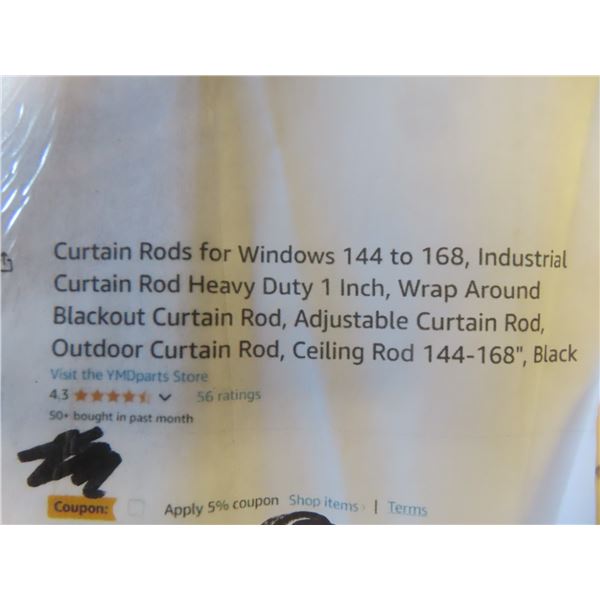 Curtain Rods for Windows 144 to 168, Industrial
Curtain Rod Heavy Duty 1 Inch, Wrap Around
Blackout Curtain Rod, Adjustable Curtain Rod,
Outdoor Curtain Rod, Ceiling Rod 144-168", Black
Visit the YMDparts Store
4.3 56 ratings
50+ bought in past month
Coupon: Apply 5% coupon Shop items › | Terms